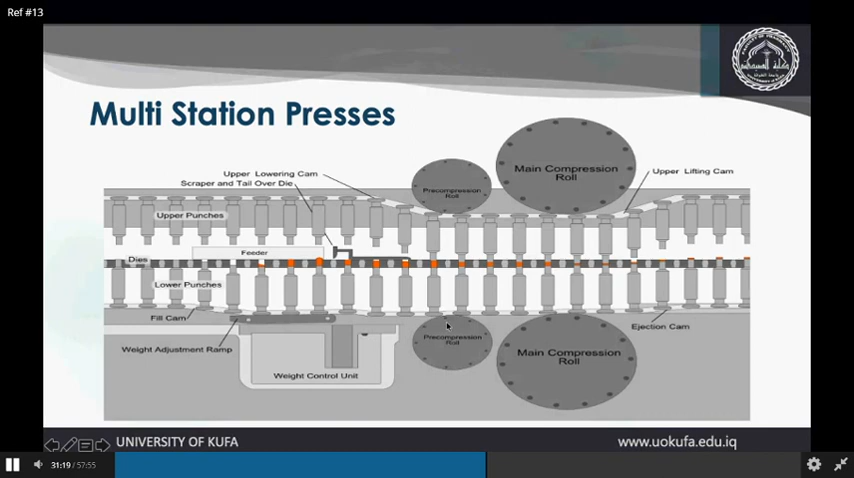 Ref #13
Multi Station Presses
Upper Lowering Cam
Scraper and Tail Over Die
Precompression
Roll
Main Compression
Roll
Upper Lifting Cam
Upper Punches
Feeder
Dies
Lower Punches
Fill Cam
Weight Adjustment Ramp
Weight Control Unit
Precompression
Roll
Main Compression
Roll
Ejection Cam
UNIVERSITY OF KUFA
www.uokufa.edu.iq
31:19 / 57:55